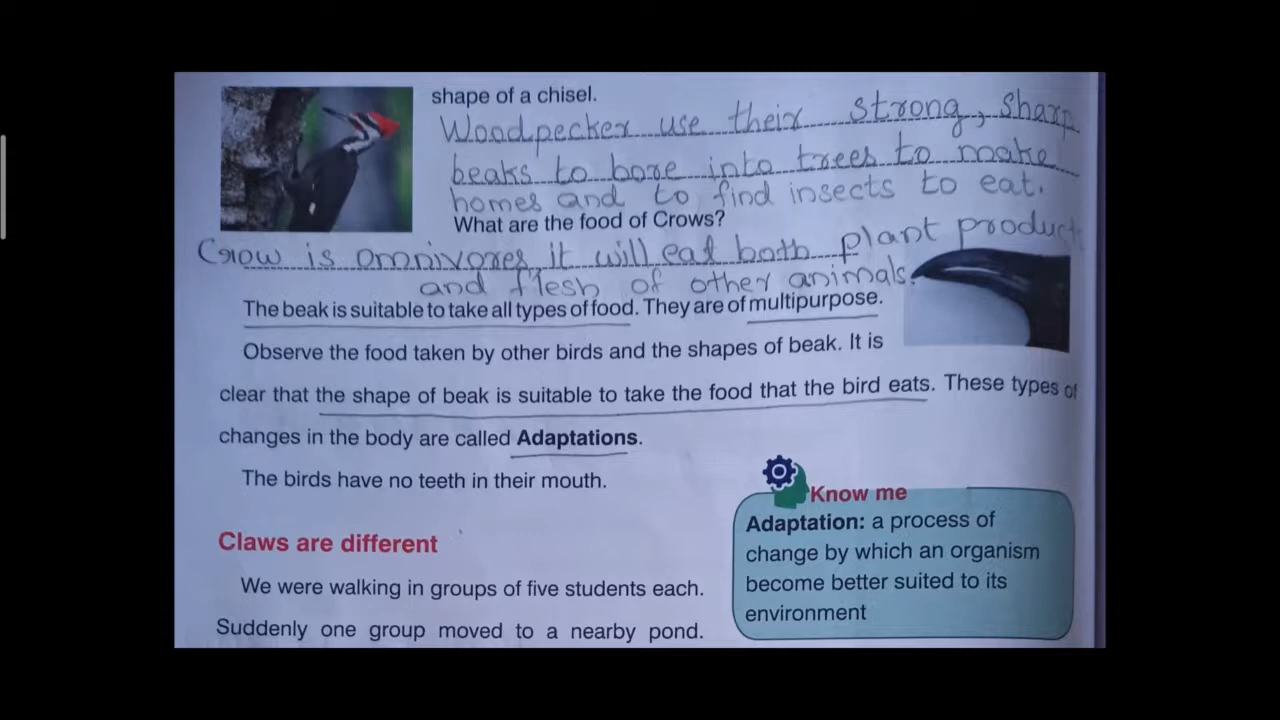 shape of a chisel.
Woodpecker use their strong, sharp
beaks to bore into trees to make
homes and to find insects to eat.
What are the food of Crows?
Crow is omnivores it will eat both plant product
and flesh of other animals.
The beak is suitable to take all types of food. They are of multipurpose.
Observe the food taken by other birds and the shapes of beak. It is
clear that the shape of beak is suitable to take the food that the bird eats. These types of
changes in the body are called Adaptations.
The birds have no teeth in their mouth.
Know me
Adaptation: a process of
change by which an organism
become better suited to its
environment
Claws are different
We were walking in groups of five students each.
Suddenly one group moved to a nearby pond.